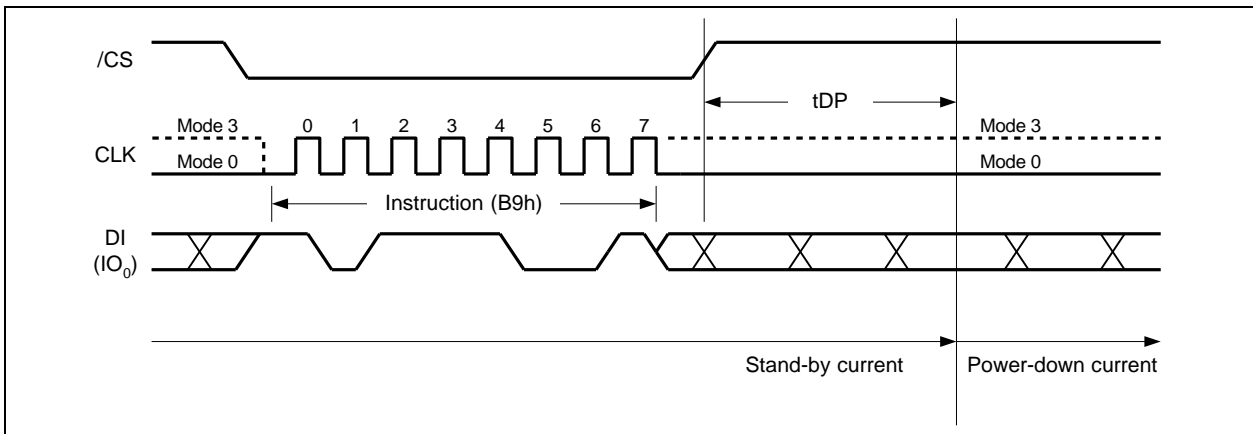 /CS
tDP
Mode 3 0 1 2 3 4 5 6 7 Mode 3
CLK
Mode 0 Mode 0
Instruction (B9h)
DI
(IO0)
Stand-by current Power-down current